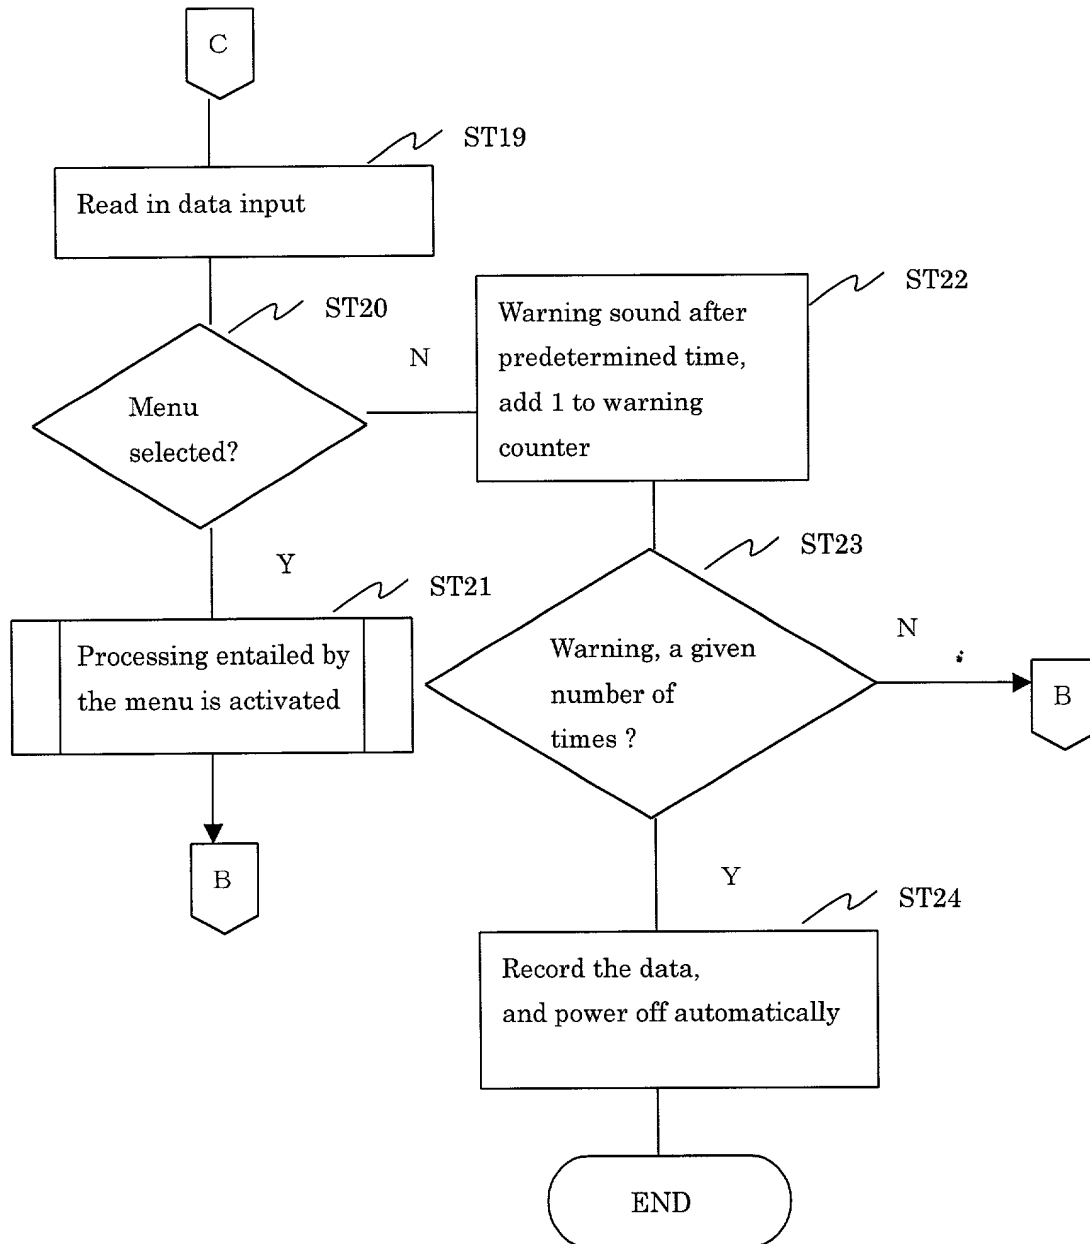 C
ST19
Read in data input
ST20
ST22
Warning sound after
predetermined time,
add 1 to warning
counter
N
Menu
selected?
Y
ST21
ST23
Processing entailed by
the menu is activated
Warning, a given
number of
times ?
N
B
B
Y
ST24
Record the data,
and power off automatically
END